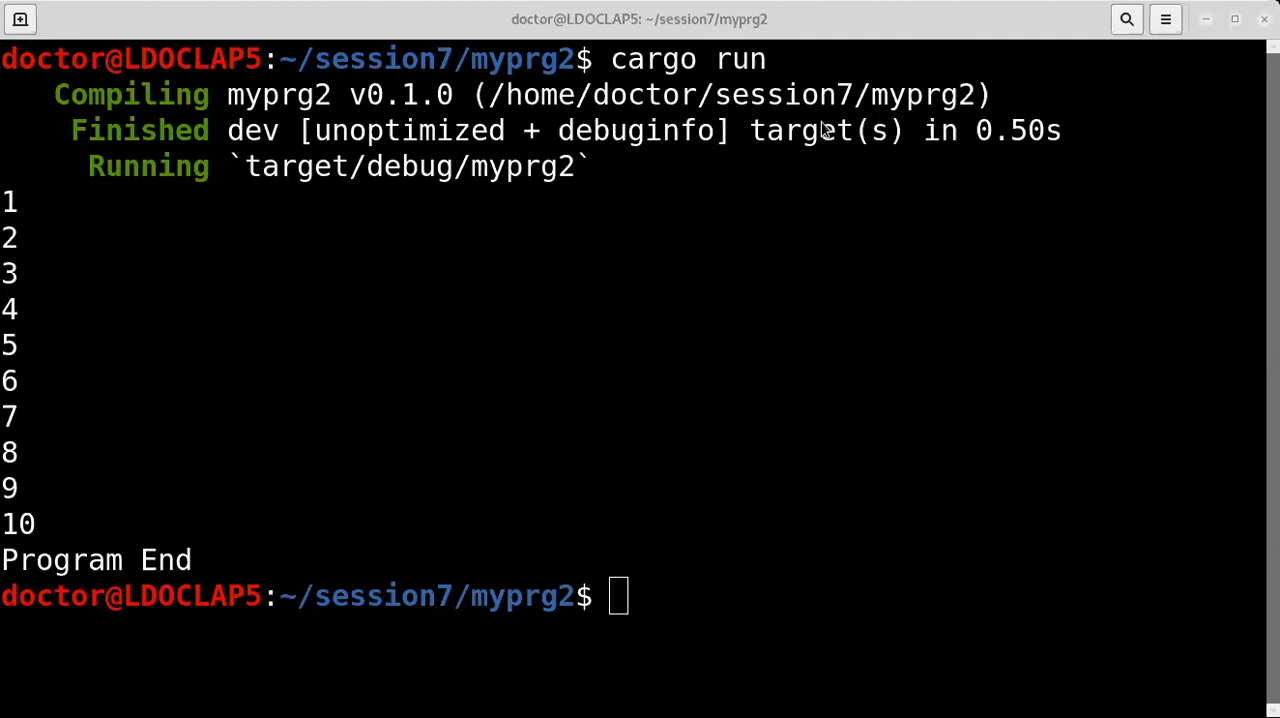 doctor@LDOCLAP5: ~/session7/myprg2
doctor@LDOCLAP5:~/session7/myprg2$ cargo run
Compiling myprg2 v0.1.0 (/home/doctor/session7/myprg2)
Finished dev [unoptimized + debuginfo] target(s) in 0.50s
Running `target/debug/myprg2`
1
2
3
4
5
6
7
8
9
10
Program End
doctor@LDOCLAP5:~/session7/myprg2$